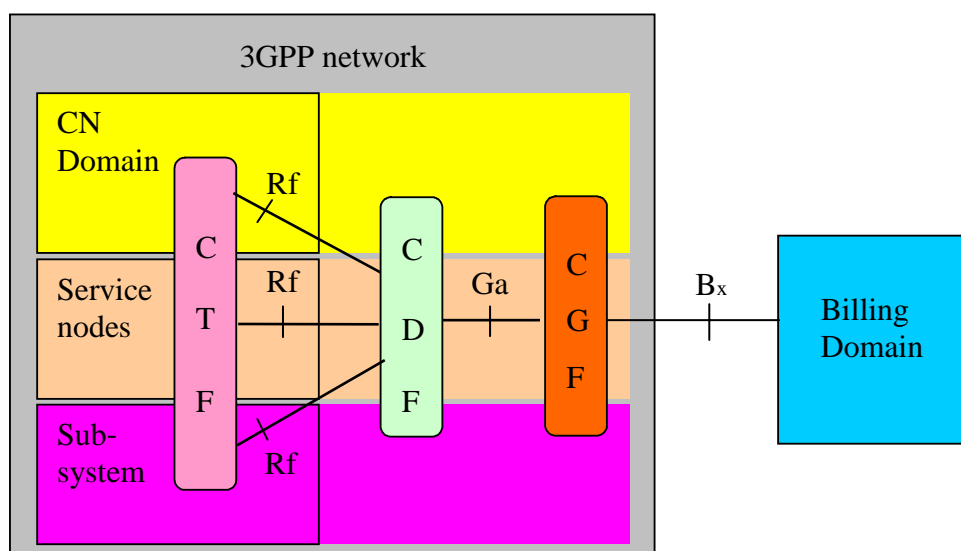 3GPP network
CN
Domain
Rf
C
T
F
Service
nodes
Rf
Sub-
system
Rf
C
D
F
Ga
C
G
F
Bx
Billing
Domain